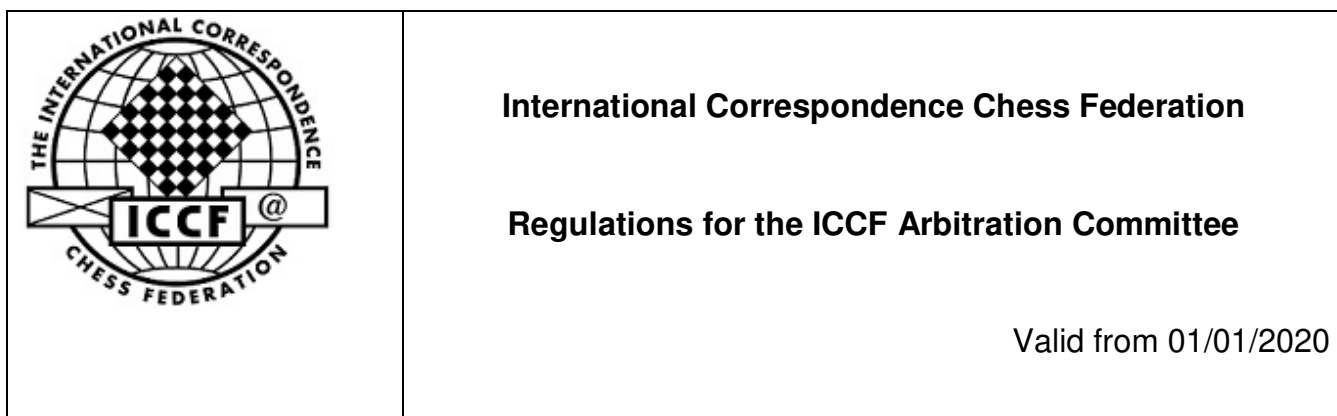 THE INTERNATIONAL CORRESPONDENCE
ICCF
@
CHESS FEDERATION
International Correspondence Chess Federation
Regulations for the ICCF Arbitration Committee
Valid from 01/01/2020